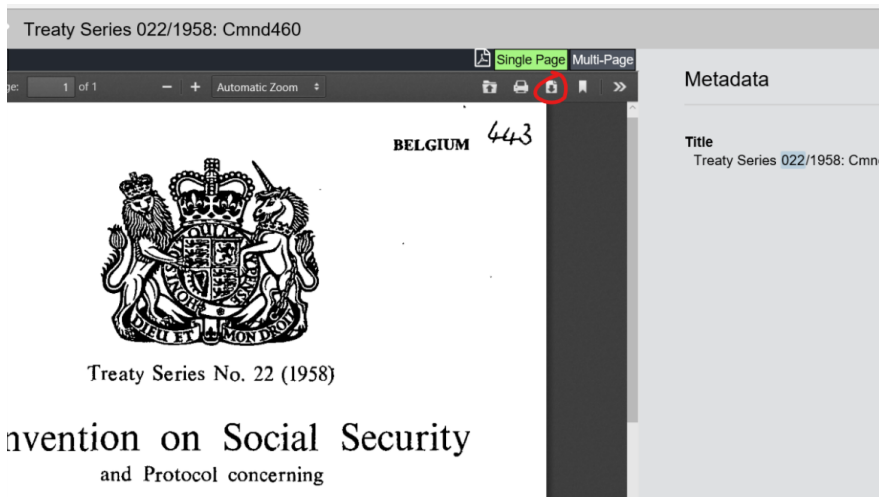 Treaty Series 022/1958: Cmnd460
Single Page Multi-Page
ge: 1 of 1 − + Automatic Zoom
Metadata
BELGIUM 443
Title
Treaty Series 022/1958: Cmn
DIEU ET MON DROIT
Treaty Series No. 22 (1958)
nvention on Social Security
and Protocol concerning